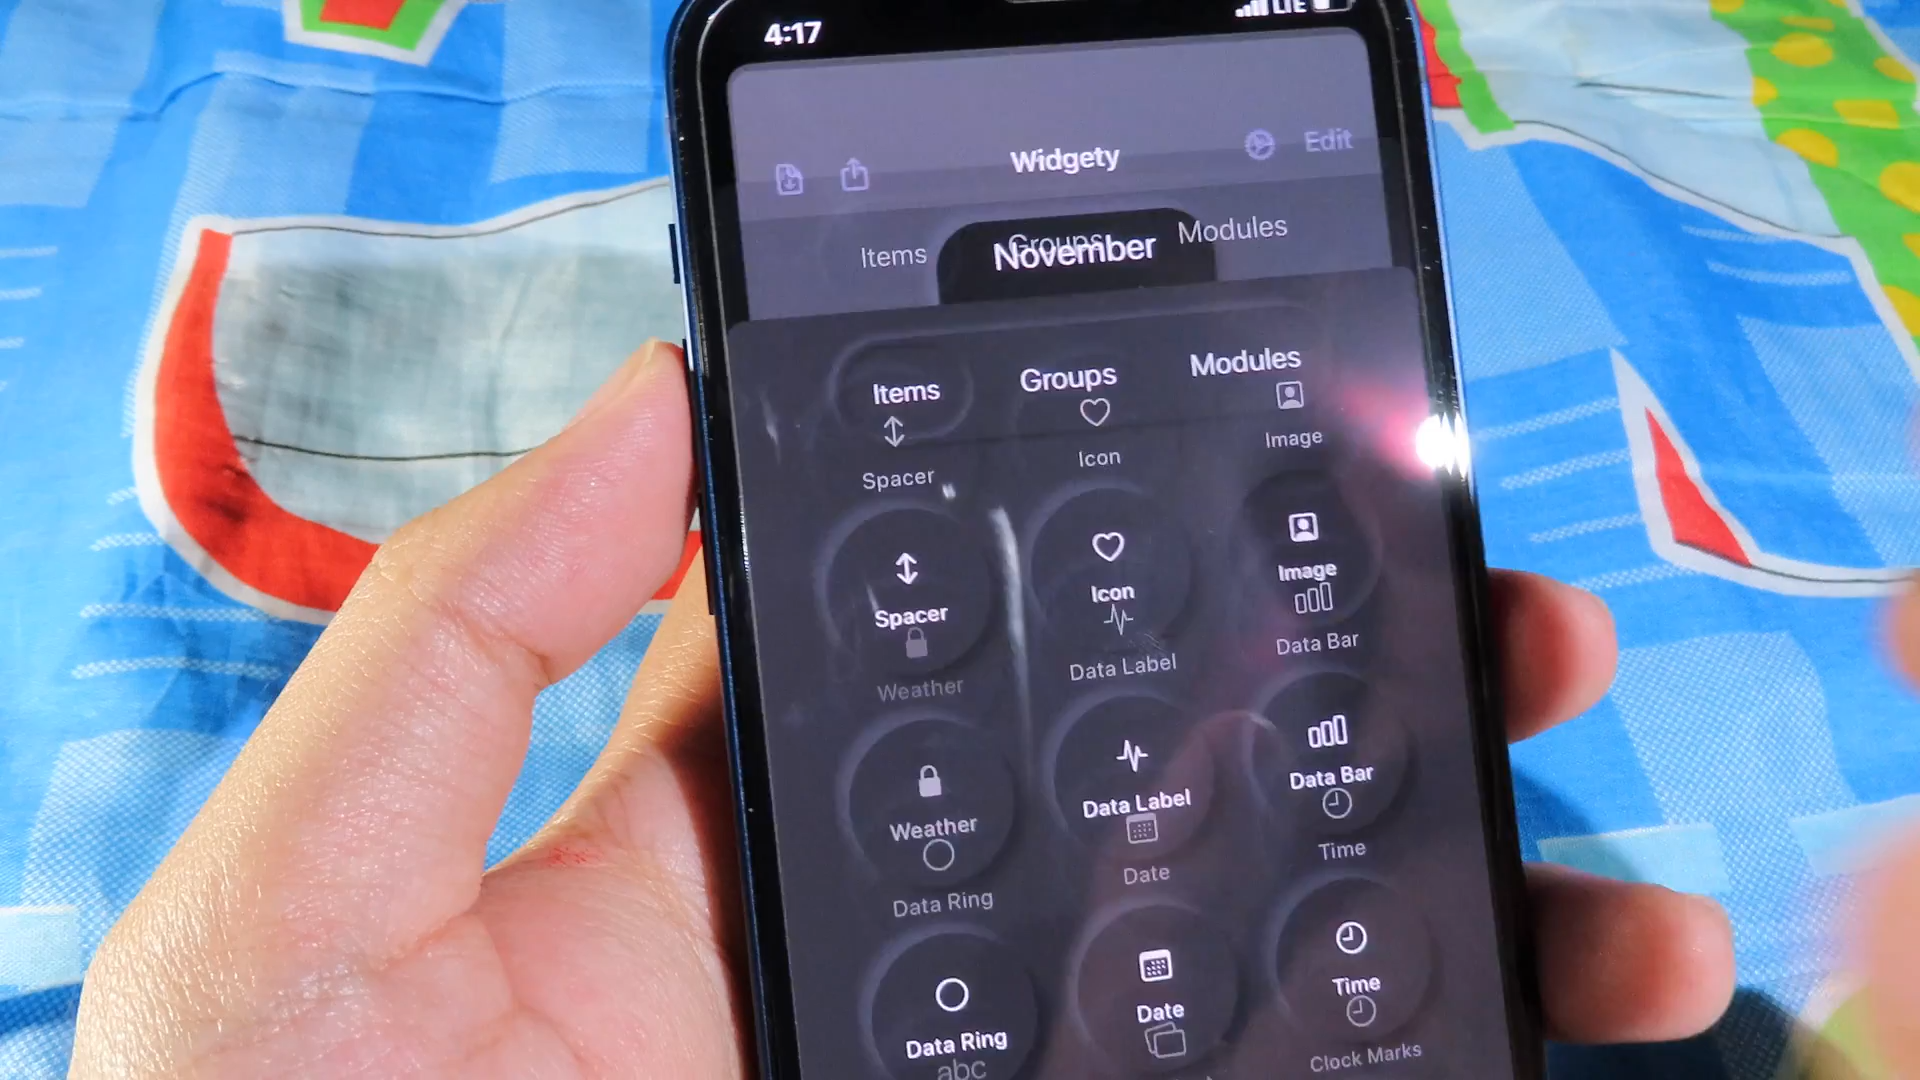 4:17 LTE
Widgety Edit
Items Groups Modules
November
Items Groups Modules
Spacer Icon Image
Spacer Icon Image
Weather Data Label Data Bar
Weather Data Label Data Bar
Data Ring Date Time
Data Ring Date Time
abc Clock Marks